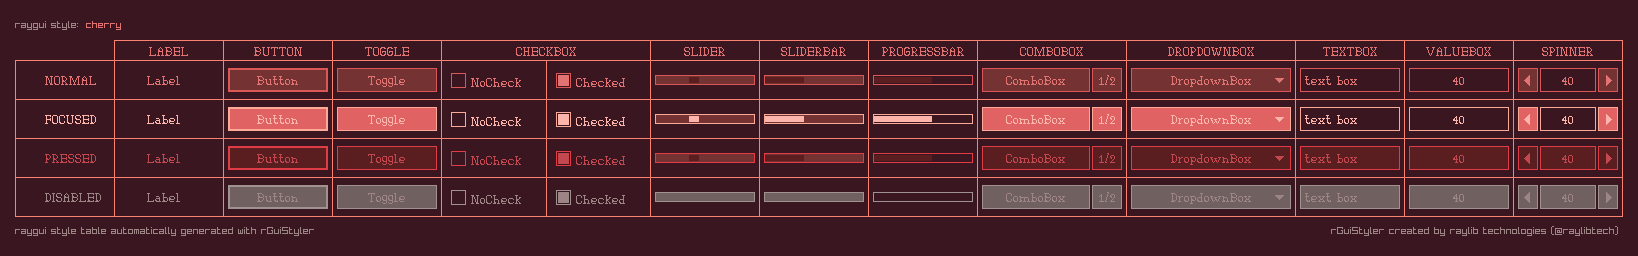 raygui style: cherry
LABEL BUTTON TOGGLE CHECKBOX SLIDER SLIDERBAR PROGRESSBAR COMBOBOX DROPDOWNBOX TEXTBOX VALUEBOX SPINNER
NORMAL Label Button Toggle NoCheck Checked ComboBox 1/2 DropdownBox text box 40 40
FOCUSED Label Button Toggle NoCheck Checked ComboBox 1/2 DropdownBox text box 40 40
PRESSED Label Button Toggle NoCheck Checked ComboBox 1/2 DropdownBox text box 40 40
DISABLED Label Button Toggle NoCheck Checked ComboBox 1/2 DropdownBox text box 40 40
raygui style table automatically generated with rGuiStyler rGuiStyler created by raylib technologies (@raylibtech)